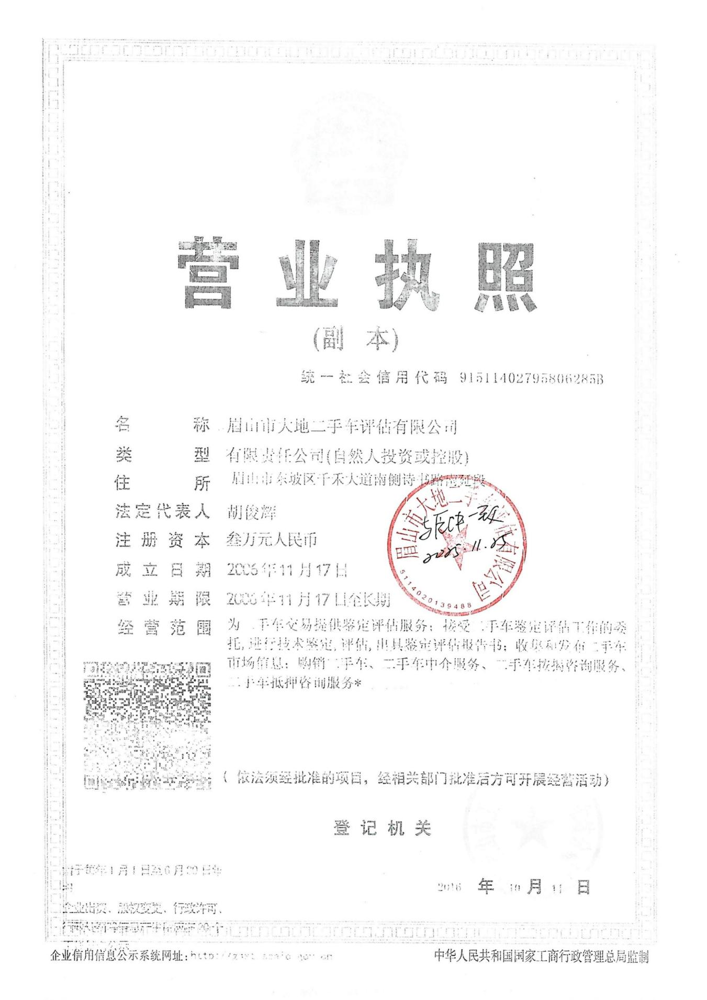 营业执照
(副 本)
统一社会信用代码 91511402795806285B
名 称 眉山市大地二手车评估有限公司
类 型 有限责任公司(自然人投资或控股)
住 所 眉山市东坡区千禾大道南侧诗书路南延段
法定代表人 胡俊辉
注册资本 叁万元人民币
成立日期 2006年11月17日
营业期限 2006年11月17日至长期
经营范围 为二手车交易提供鉴定评估服务；接受二手车鉴定评估工作的委
托,进行技术鉴定,评估,出具鉴定评估报告书；收集和发布二手车
市场信息；购销二手车、二手车中介服务、二手车按揭咨询服务、
二手车抵押咨询服务*
眉山市大地二手车评估有限公司
与原件一致
2025.11.25
5114020139488
(依法须经批准的项目，经相关部门批准后方可开展经营活动)
登记机关
2016 年 10 月 11 日
于每年1月1日至6月30日
企业出资、股权变更、行政许可、
企业信用信息公示系统网址:http://gsxt.scaic.gov.cn
中华人民共和国国家工商行政管理总局监制